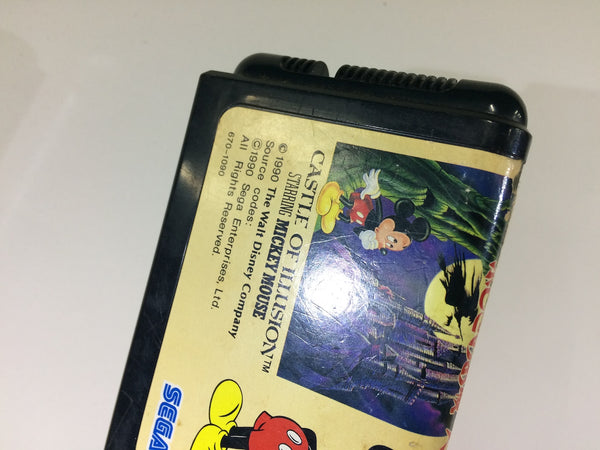 CASTLE OF ILLUSION™
STARRING MICKEY MOUSE
© 1990 The Walt Disney Company
Source codes:
©1990 Sega Enterprises, Ltd.
All Rights Reserved.
670-1090
SEGA